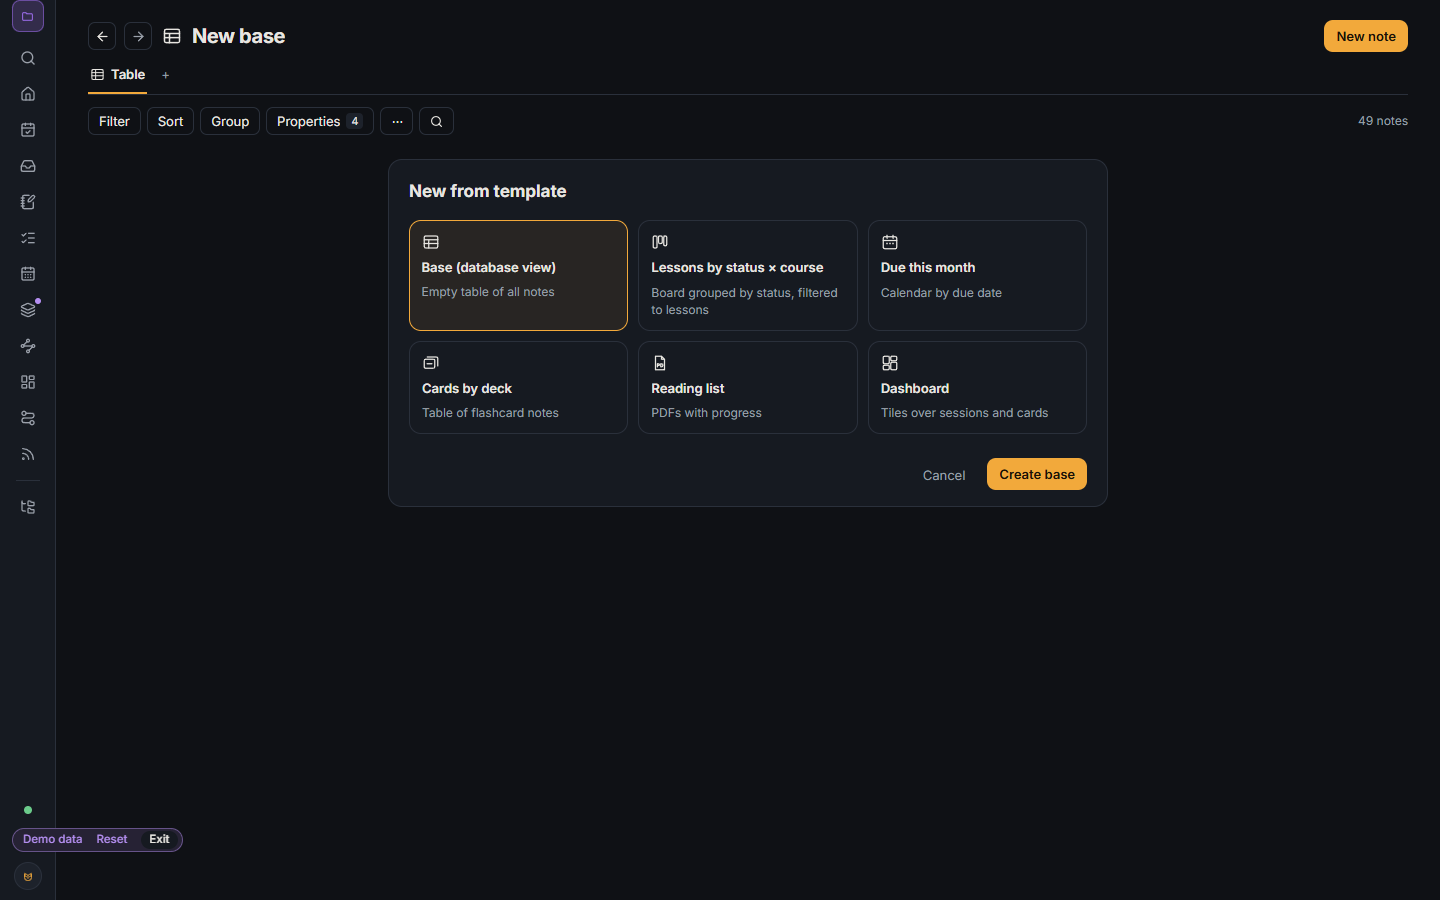 New base
New note
Table +
Filter Sort Group Properties 4 ...
49 notes
New from template
Base (database view)
Empty table of all notes
Lessons by status × course
Board grouped by status, filtered
to lessons
Due this month
Calendar by due date
Cards by deck
Table of flashcard notes
Reading list
PDFs with progress
Dashboard
Tiles over sessions and cards
Cancel Create base
Demo data Reset Exit